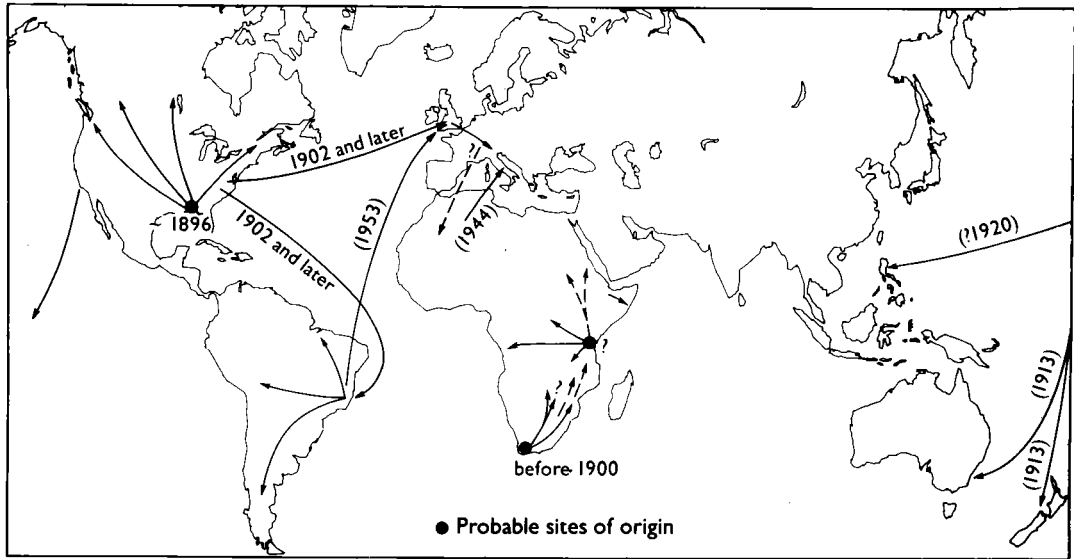 1902 and later
1896
1902 and later
(1953)
?
(1944)
?
?
before 1900
(?1920)
(1913)
(1913)
● Probable sites of origin